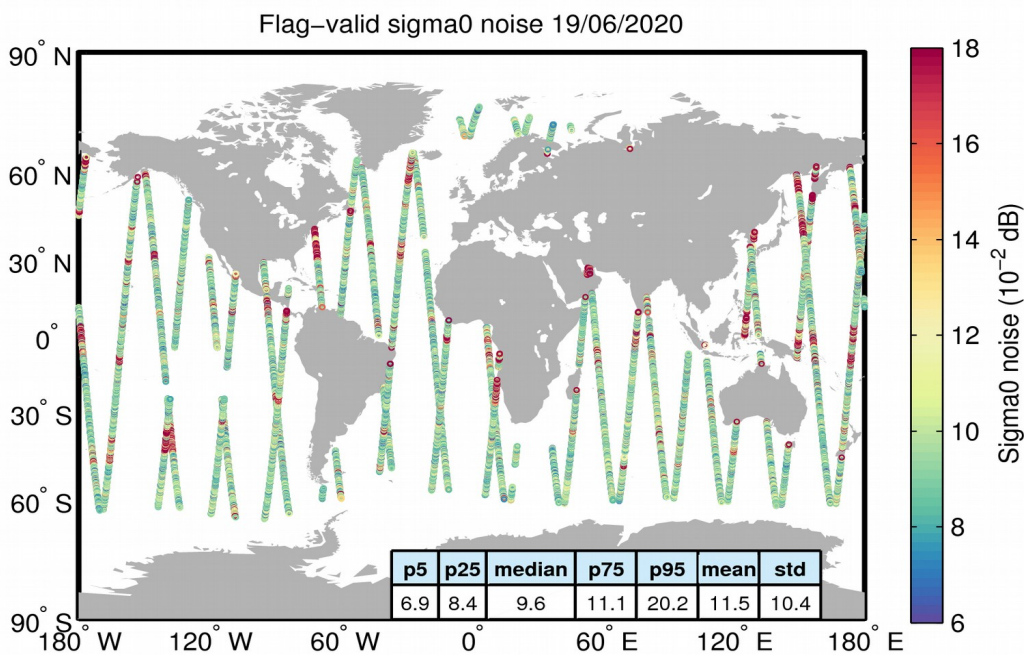 Flag−valid sigma0 noise 19/06/2020
90° N
60° N
30° N
0°
30° S
60° S
90° S
180° W
120° W
60° W
0°
60° E
120° E
180° E
p5 p25 median p75 p95 mean std
6.9 8.4 9.6 11.1 20.2 11.5 10.4
18
16
14
12
10
8
6
Sigma0 noise (10⁻² dB)